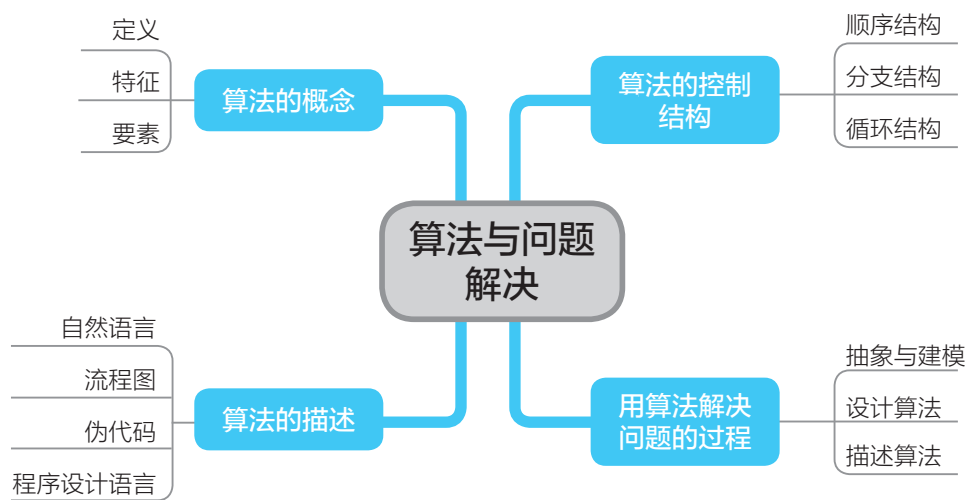 定义
特征
要素
算法的概念
算法的控制
结构
顺序结构
分支结构
循环结构
算法与问题
解决
自然语言
流程图
伪代码
程序设计语言
算法的描述
用算法解决
问题的过程
抽象与建模
设计算法
描述算法